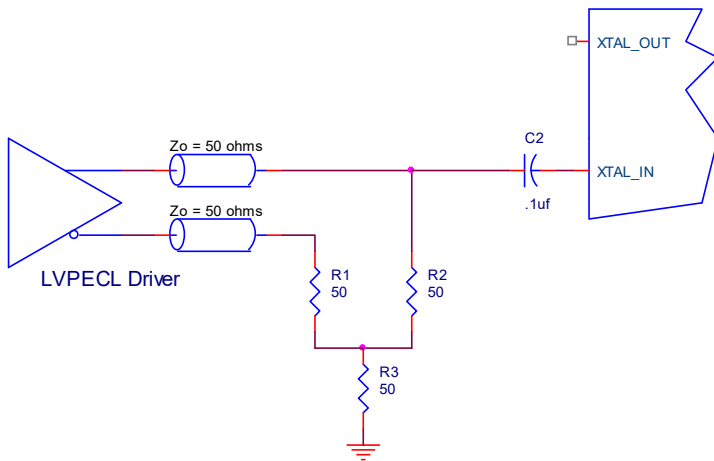 XTAL_OUT
Zo = 50 ohms
C2
XTAL_IN
.1uf
Zo = 50 ohms
LVPECL Driver
R1
50
R2
50
R3
50